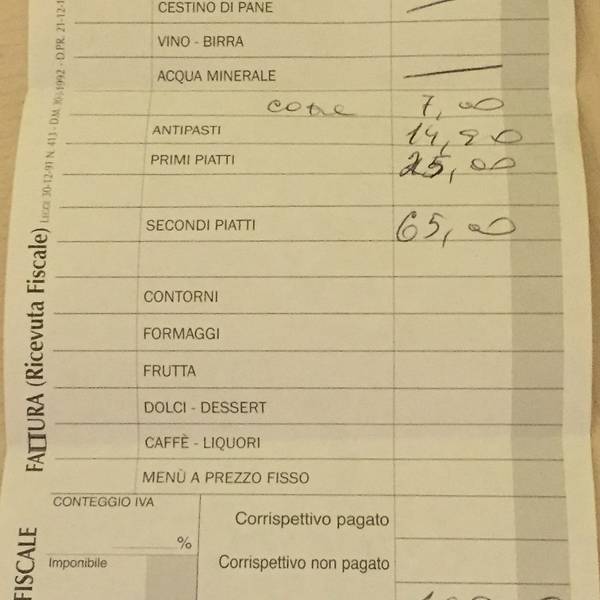 CESTINO DI PANE
VINO - BIRRA
ACQUA MINERALE
7,00
ANTIPASTI 14,90
PRIMI PIATTI 25,00
SECONDI PIATTI 65,00
CONTORNI
FORMAGGI
FRUTTA
DOLCI - DESSERT
CAFFÈ - LIQUORI
MENÙ A PREZZO FISSO
CONTEGGIO IVA
%
Imponibile
Corrispettivo pagato
Corrispettivo non pagato
FATTURA (Ricevuta Fiscale)
FISCALE